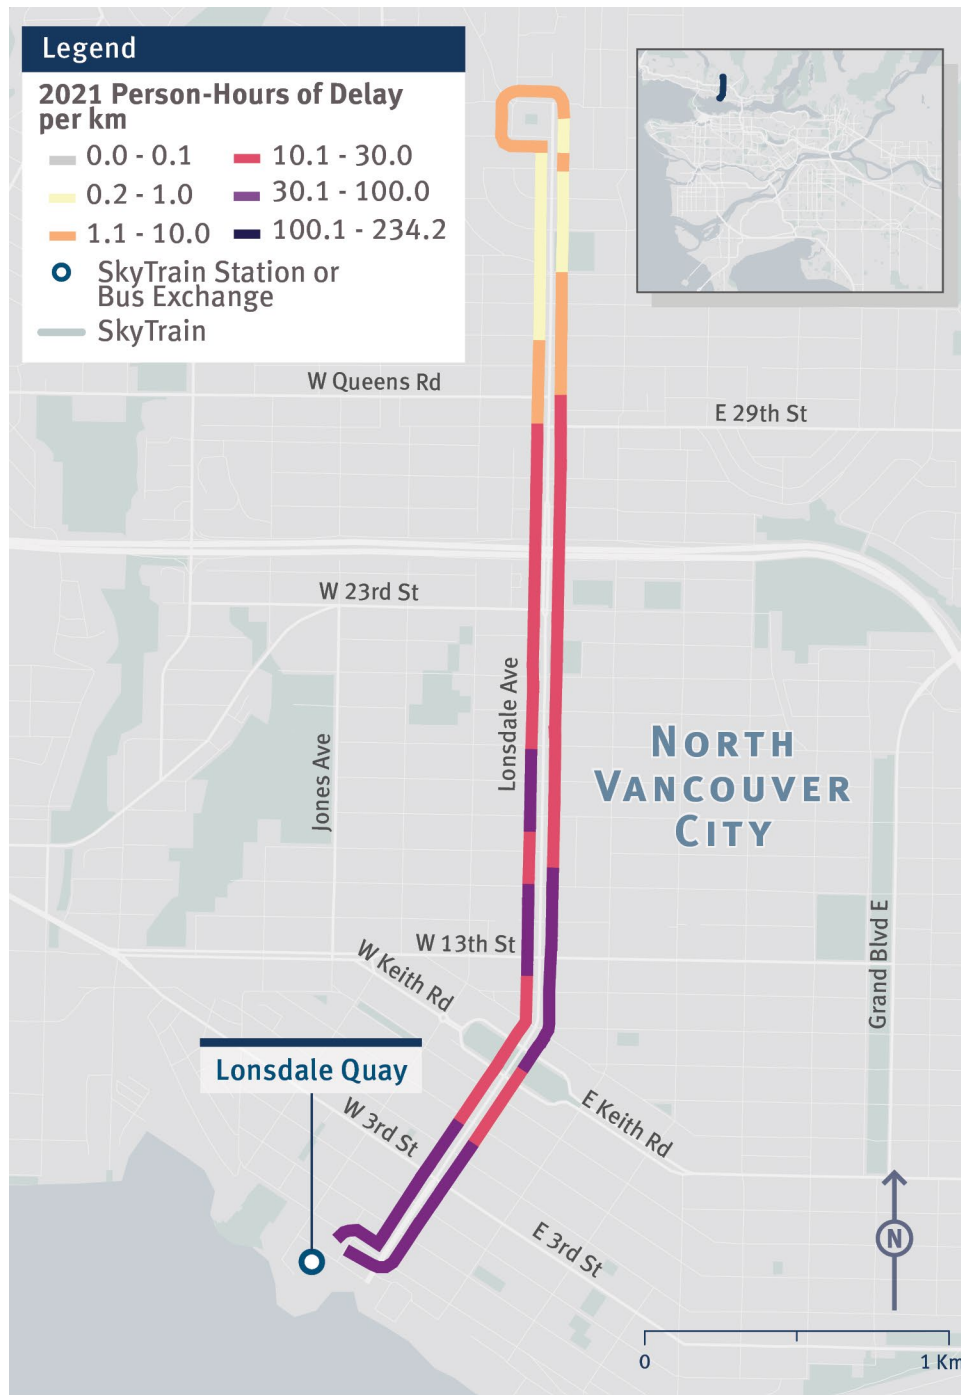 Legend
2021 Person-Hours of Delay
per km
0.0 - 0.1
0.2 - 1.0
1.1 - 10.0
10.1 - 30.0
30.1 - 100.0
100.1 - 234.2
SkyTrain Station or
Bus Exchange
SkyTrain
W Queens Rd
E 29th St
W 23rd St
Lonsdale Ave
Jones Ave
NORTH
VANCOUVER
CITY
W 13th St
W Keith Rd
Grand Blvd E
Lonsdale Quay
W 3rd St
E Keith Rd
E 3rd St
N
0
1 Km